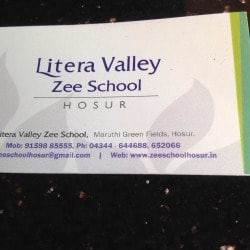 Litera Valley
Zee School
HOSUR
itera Valley Zee School, Maruthi Green Fields, Hosur.
Mob: 91598 85555, Ph: 04344 - 644688, 652066
zeeschoolhosur@gmail.com | Web: www.zeeschoolhosur.in